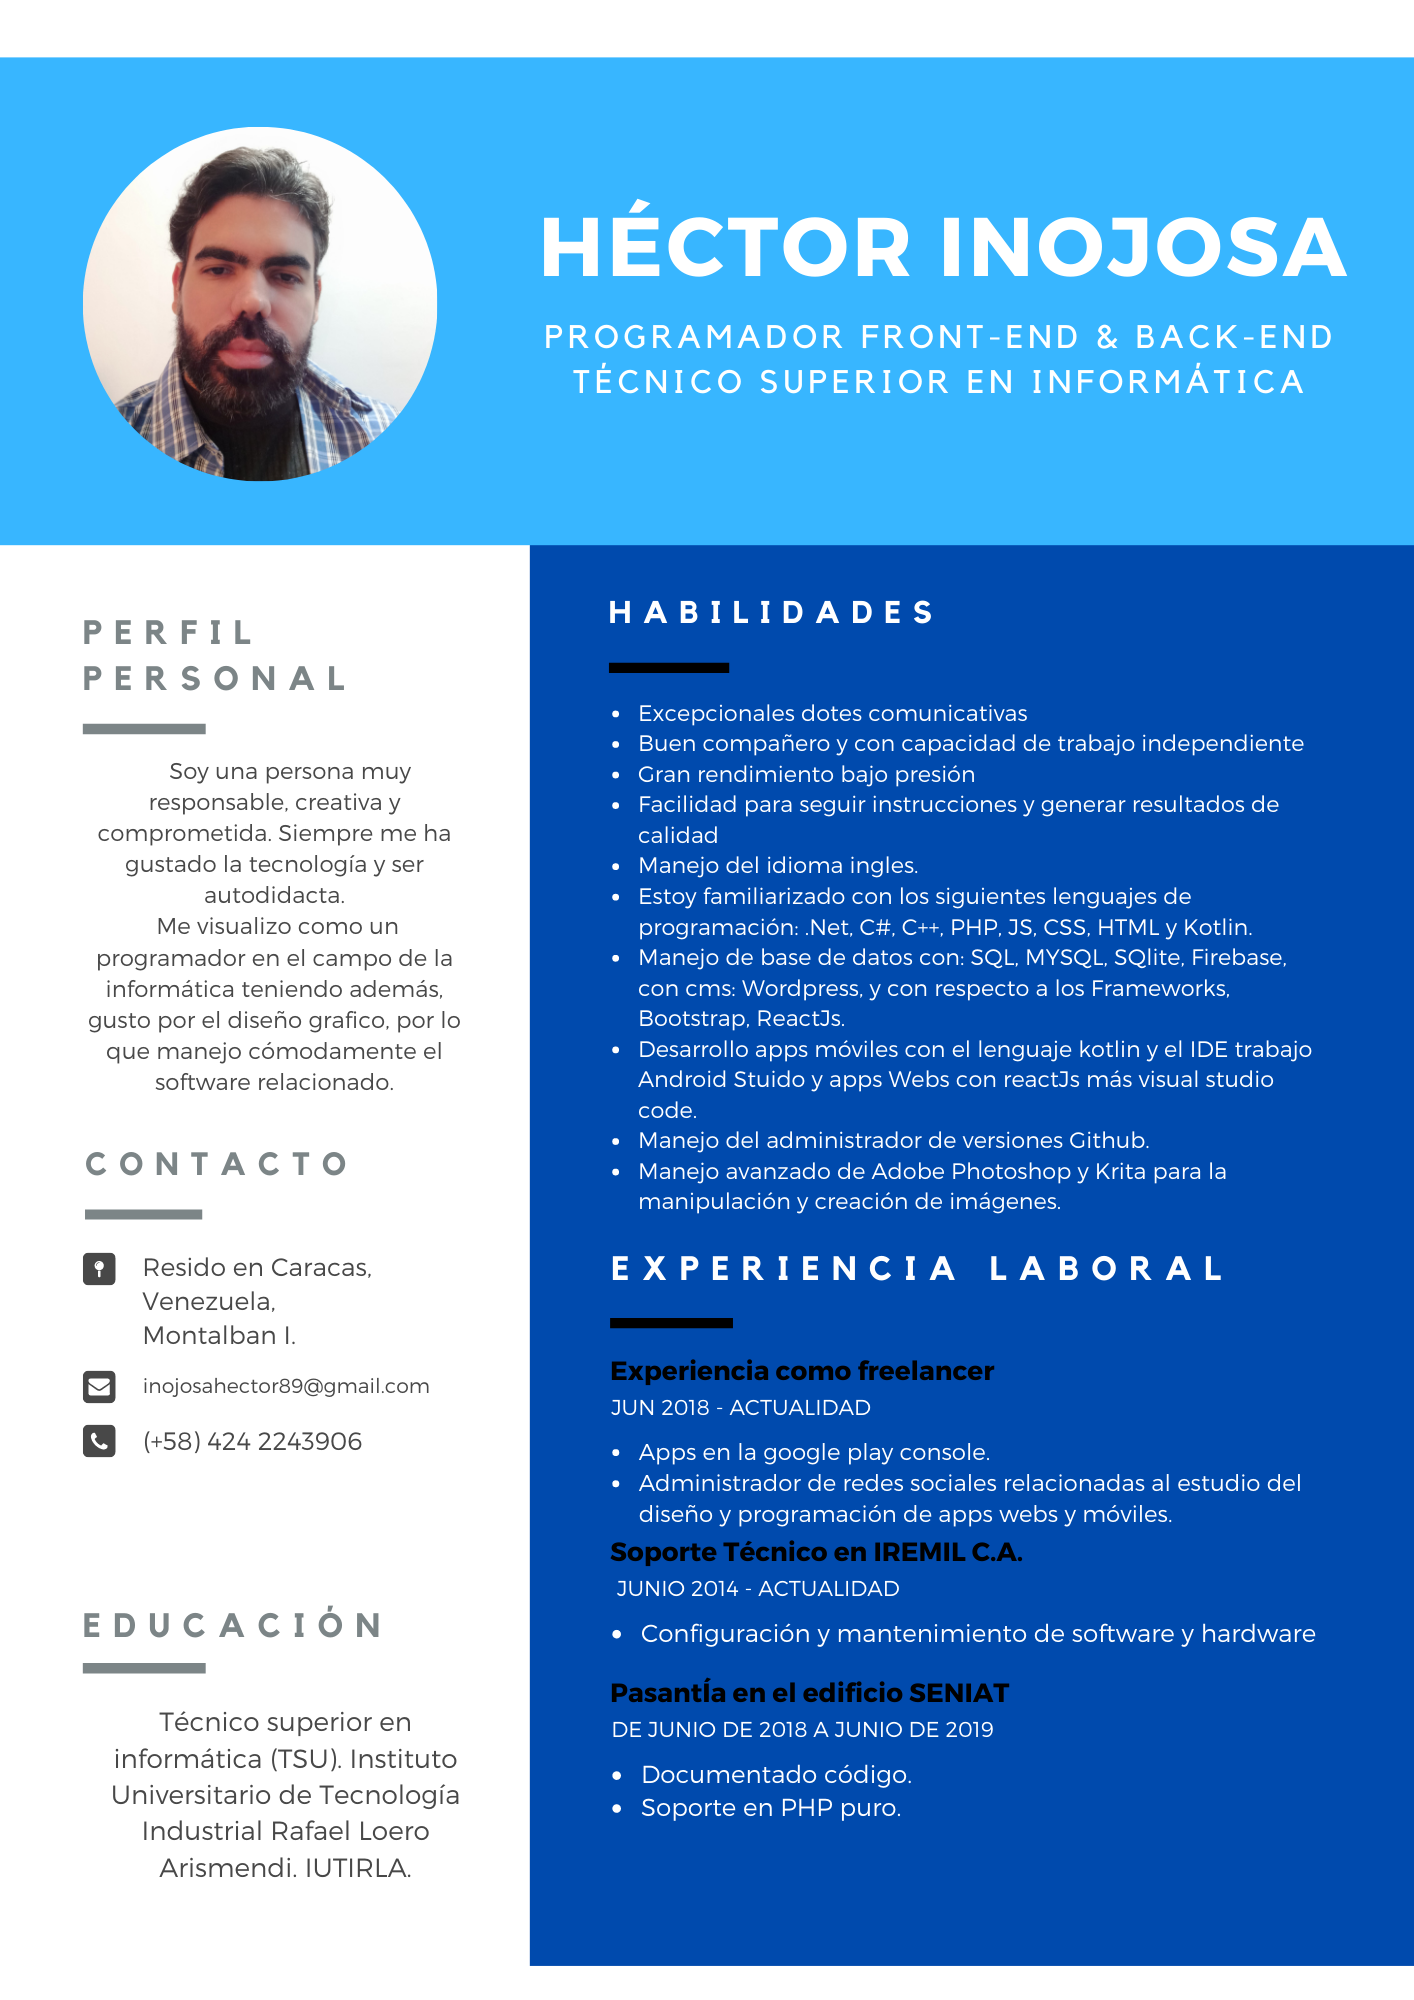 HÉCTOR INOJOSA
PROGRAMADOR FRONT-END & BACK-END
TÉCNICO SUPERIOR EN INFORMÁTICA
PERFIL
PERSONAL
Soy una persona muy
responsable, creativa y
comprometida. Siempre me ha
gustado la tecnología y ser
autodidacta.
Me visualizo como un
programador en el campo de la
informática teniendo además,
gusto por el diseño grafico, por lo
que manejo cómodamente el
software relacionado.
CONTACTO
Resido en Caracas,
Venezuela,
Montalban I.
inojosahector89@gmail.com
(+58) 424 2243906
EDUCACIÓN
Técnico superior en
informática (TSU). Instituto
Universitario de Tecnología
Industrial Rafael Loero
Arismendi. IUTIRLA.
HABILIDADES
• Excepcionales dotes comunicativas
• Buen compañero y con capacidad de trabajo independiente
• Gran rendimiento bajo presión
• Facilidad para seguir instrucciones y generar resultados de
calidad
• Manejo del idioma ingles.
• Estoy familiarizado con los siguientes lenguajes de
programación: .Net, C#, C++, PHP, JS, CSS, HTML y Kotlin.
• Manejo de base de datos con: SQL, MYSQL, SQlite, Firebase,
con cms: Wordpress, y con respecto a los Frameworks,
Bootstrap, ReactJs.
• Desarrollo apps móviles con el lenguaje kotlin y el IDE trabajo
Android Stuido y apps Webs con reactJs más visual studio
code.
• Manejo del administrador de versiones Github.
• Manejo avanzado de Adobe Photoshop y Krita para la
manipulación y creación de imágenes.
EXPERIENCIA LABORAL
Experiencia como freelancer
JUN 2018 - ACTUALIDAD
• Apps en la google play console.
• Administrador de redes sociales relacionadas al estudio del
diseño y programación de apps webs y móviles.
Soporte Técnico en IREMIL C.A.
JUNIO 2014 - ACTUALIDAD
• Configuración y mantenimiento de software y hardware
PasantÍa en el edificio SENIAT
DE JUNIO DE 2018 A JUNIO DE 2019
• Documentado código.
• Soporte en PHP puro.